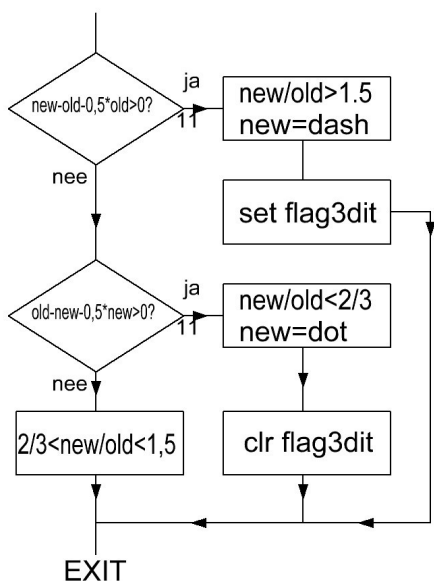 new-old-0,5*old>0?
ja
11
new/old>1.5
new=dash
nee
set flag3dit
old-new-0,5*new>0?
ja
11
new/old<2/3
new=dot
nee
2/3<new/old<1,5
clr flag3dit
EXIT